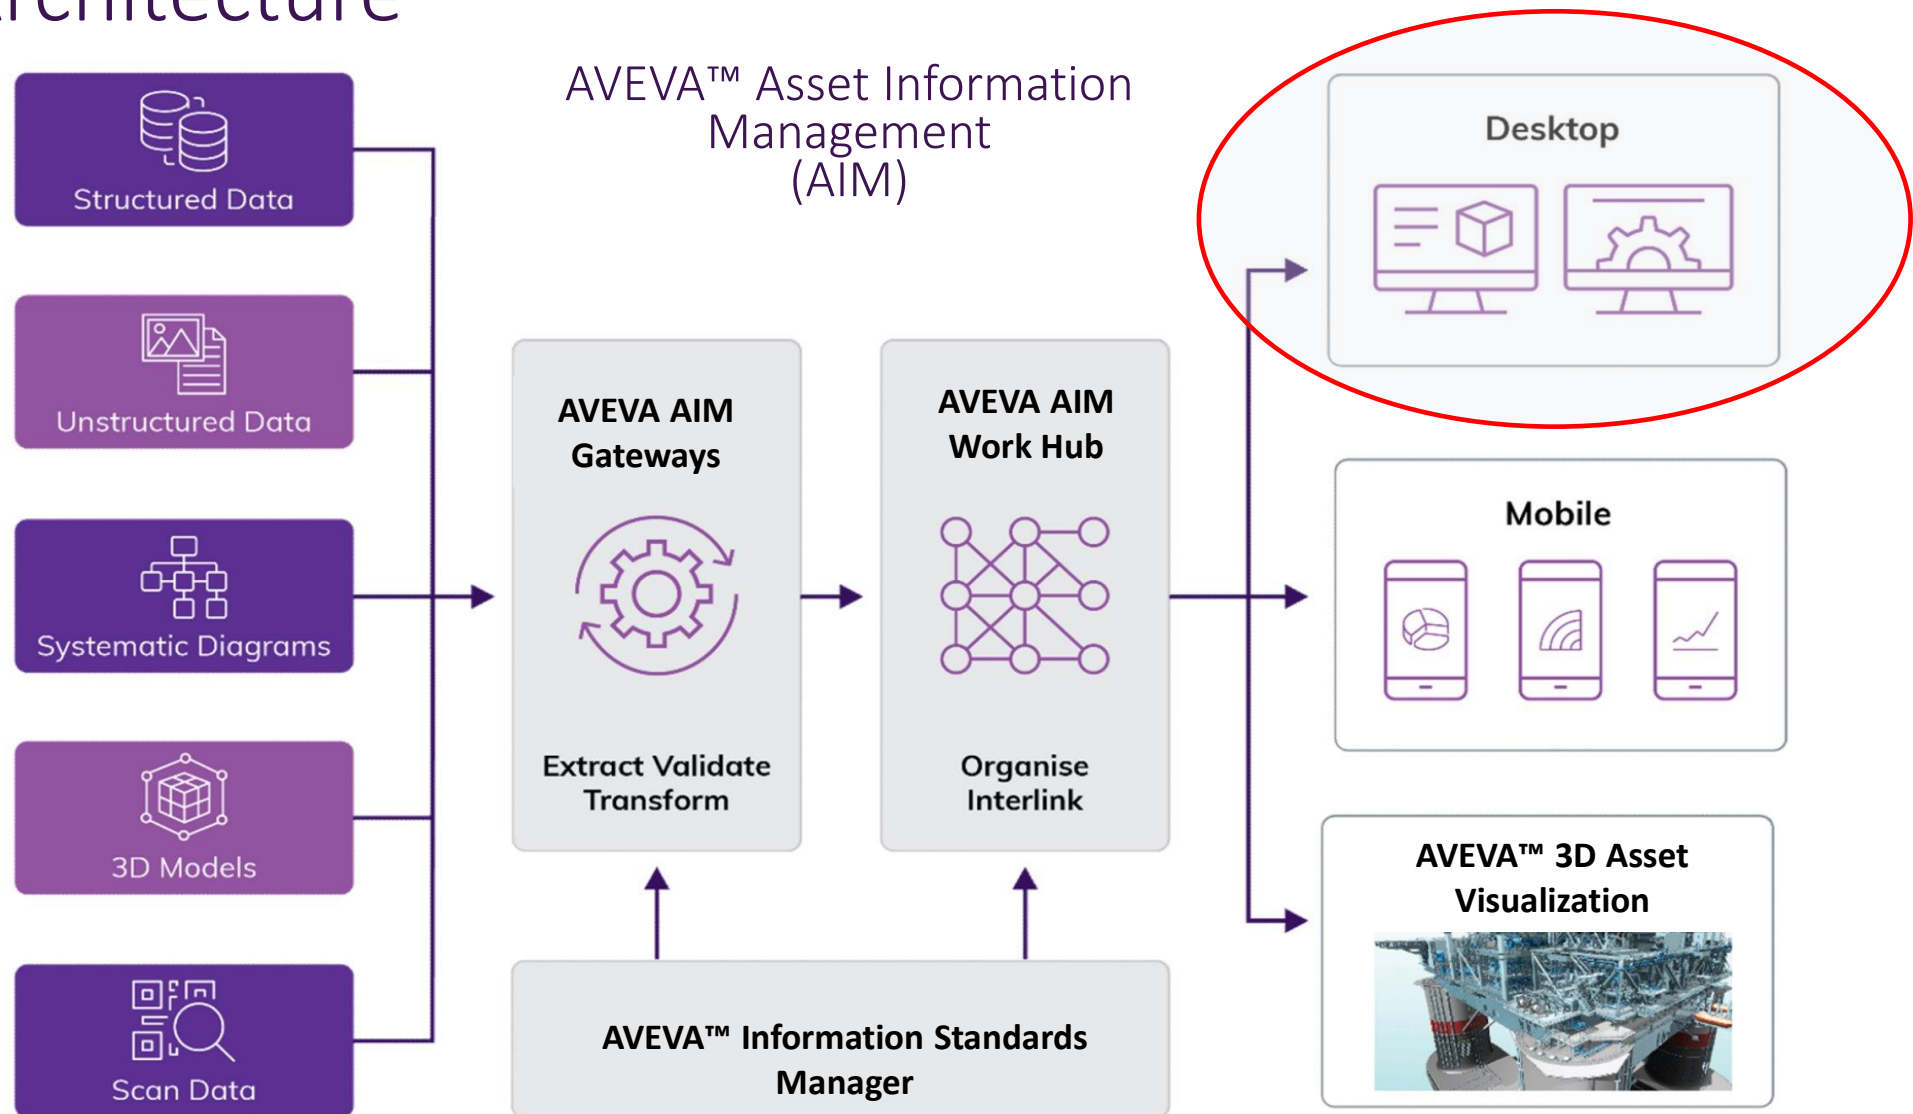 AVEVA™ Asset Information
Management
(AIM)
Structured Data
Unstructured Data
Systematic Diagrams
3D Models
Scan Data
AVEVA AIM
Gateways
Extract Validate
Transform
AVEVA AIM
Work Hub
Organise
Interlink
AVEVA™ Information Standards
Manager
Desktop
Mobile
AVEVA™ 3D Asset
Visualization